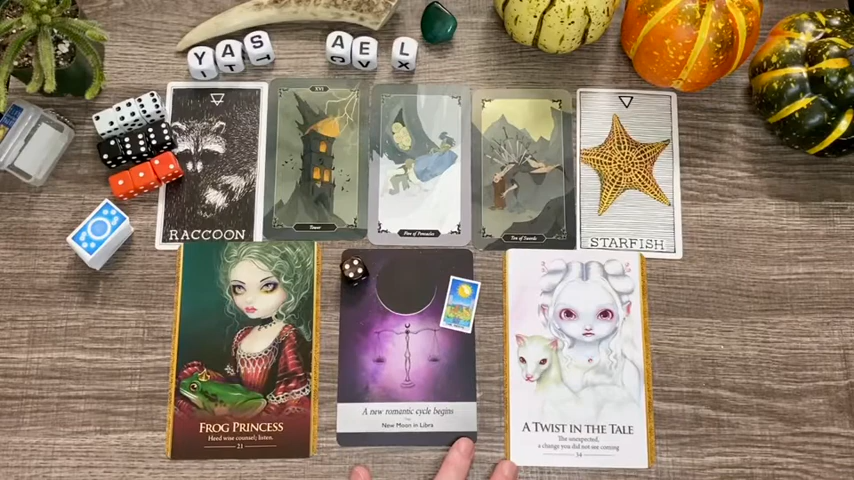 YAS AEL
ITT CVX
XVI
RACCOON
Tower
Five of Pentacles
Ten of Swords
STARFISH
FROG PRINCESS
Heed wise counsel; listen.
21
A new romantic cycle begins
New Moon in Libra
A TWIST IN THE TALE
The unexpected,
a change you did not see coming
54